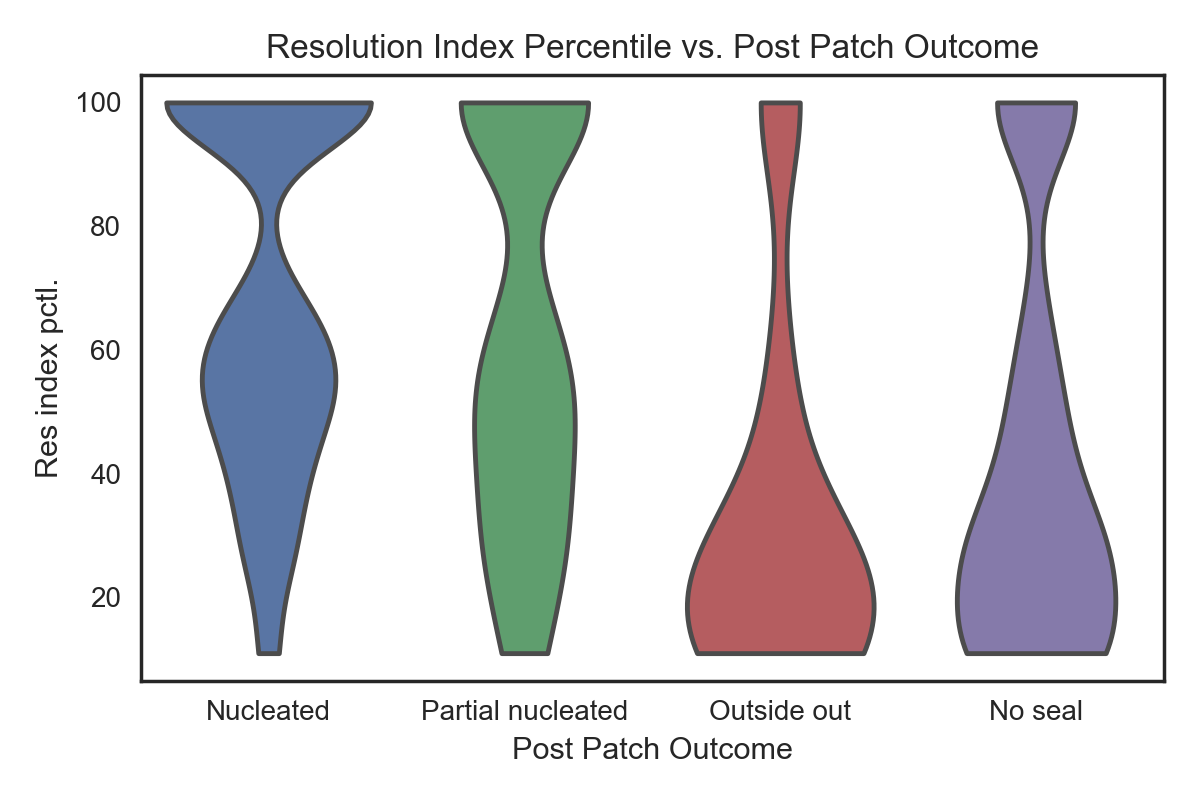 Resolution Index Percentile vs. Post Patch Outcome
100
80
60
40
20
Res index pctl.
Nucleated
Partial nucleated
Outside out
No seal
Post Patch Outcome